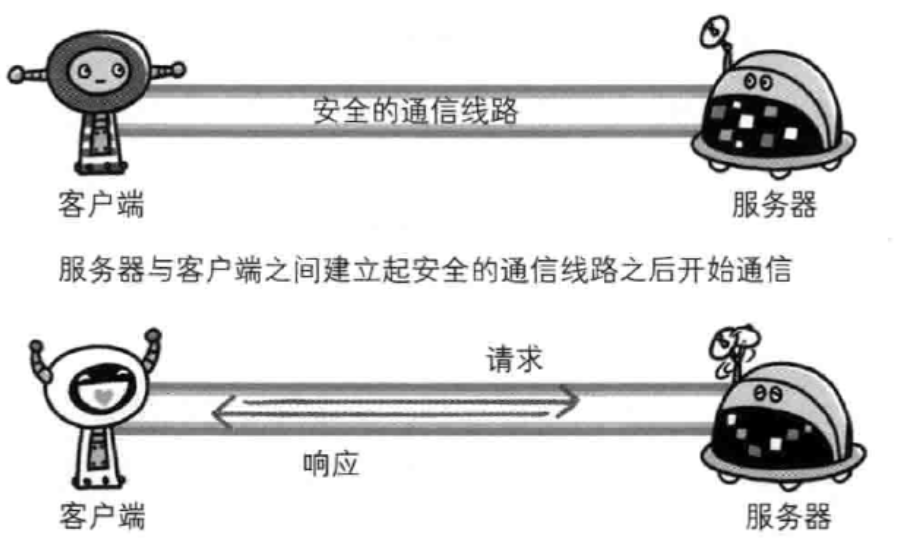 安全的通信线路
客户端
服务器
服务器与客户端之间建立起安全的通信线路之后开始通信
请求
响应
客户端
服务器